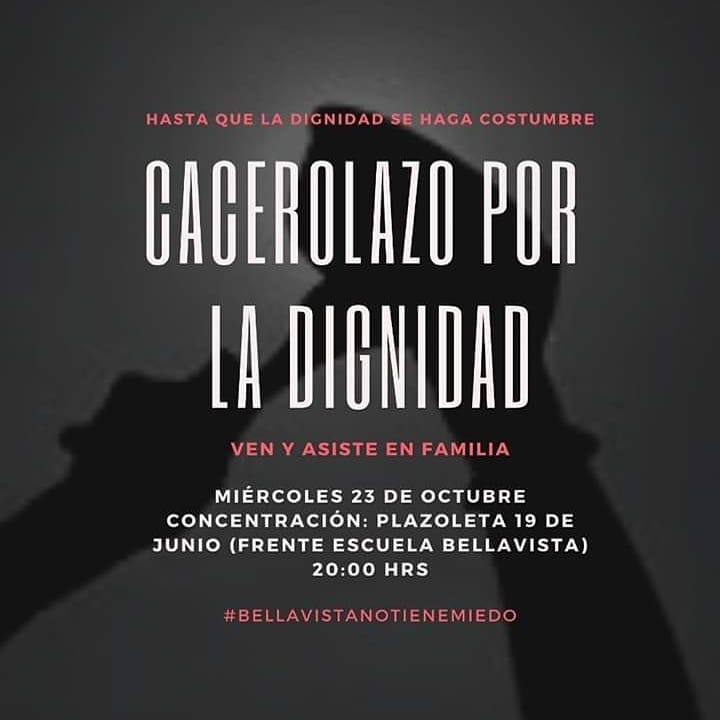 HASTA QUE LA DIGNIDAD SE HAGA COSTUMBRE
CACEROLAZO POR
LA DIGNIDAD
VEN Y ASISTE EN FAMILIA
MIÉRCOLES 23 DE OCTUBRE
CONCENTRACIÓN: PLAZOLETA 19 DE
JUNIO (FRENTE ESCUELA BELLAVISTA)
20:00 HRS
#BELLAVISTANOTIENEMIEDO